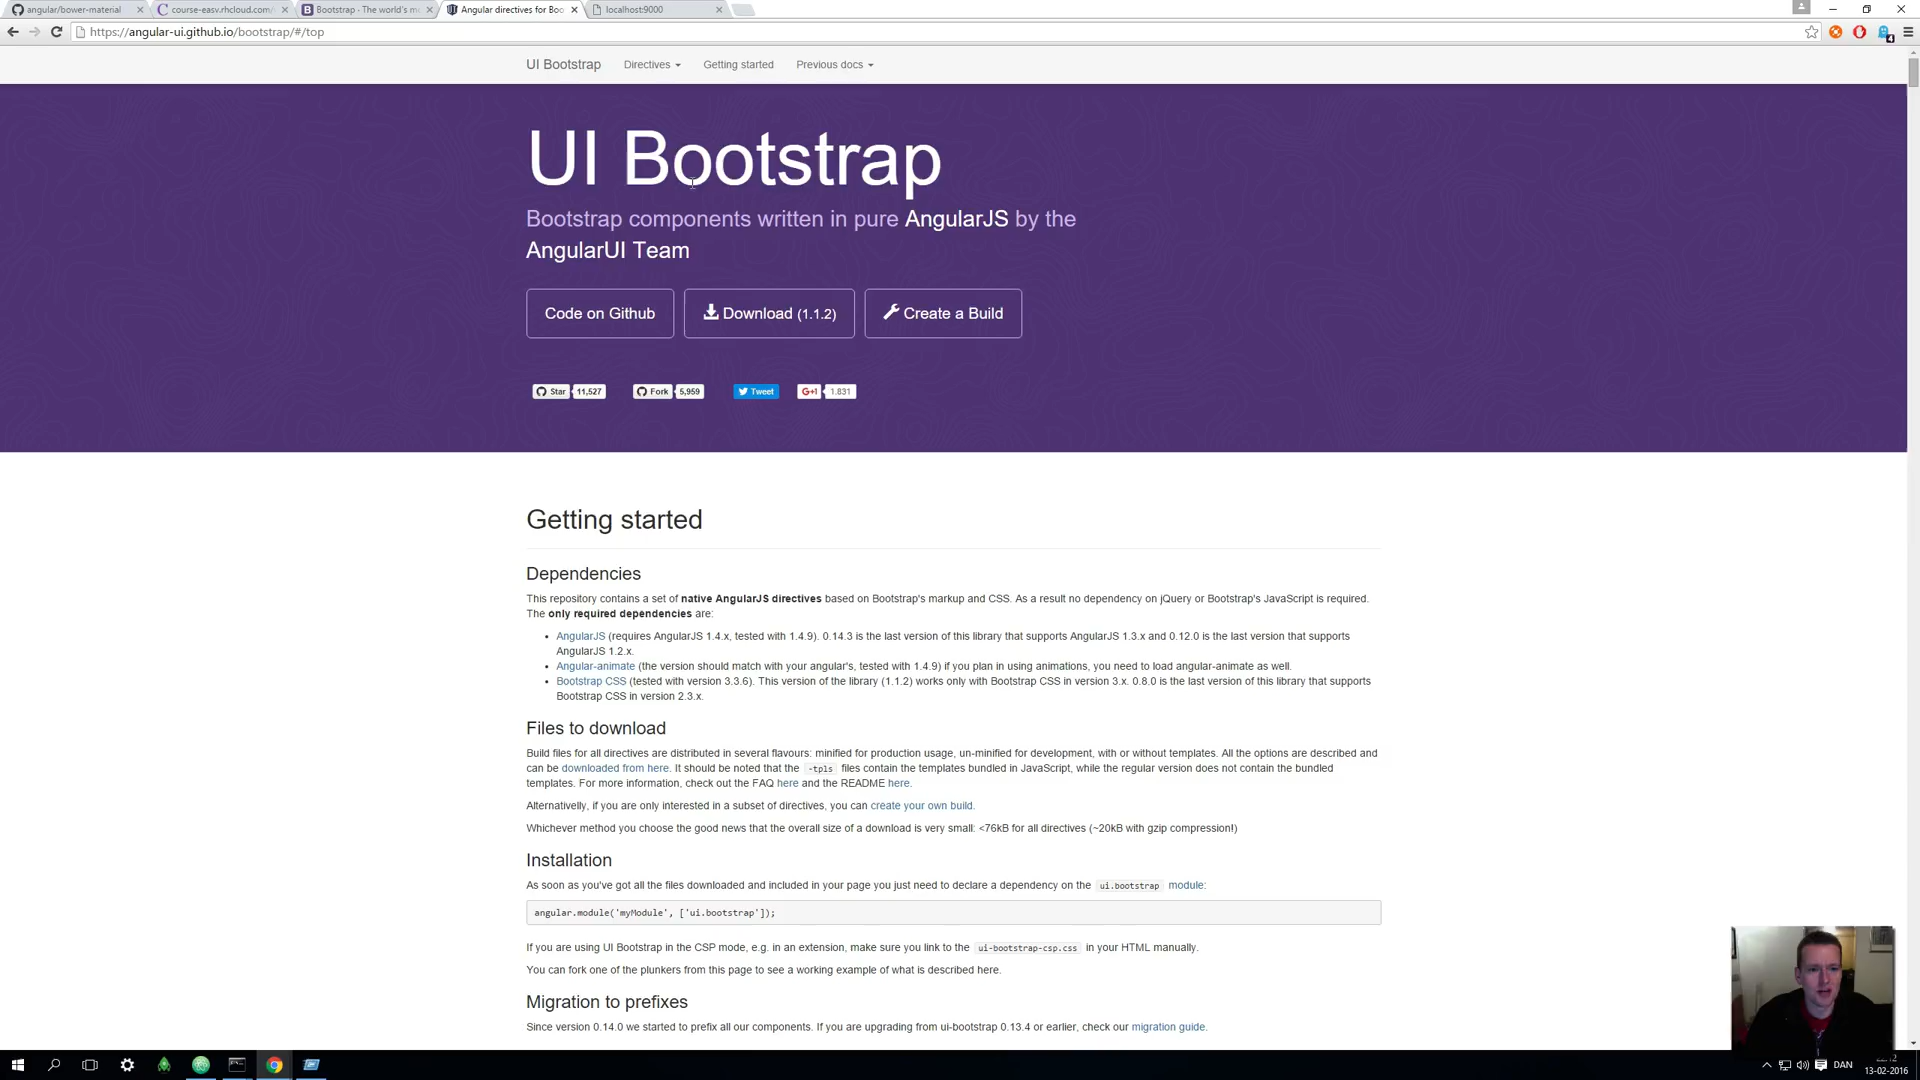 angular/bower-material
course-easv.rhcloud.com/
Bootstrap · The world's m
Angular directives for Boo
localhost:9000
https://angular-ui.github.io/bootstrap/#/top
UI Bootstrap Directives Getting started Previous docs
UI Bootstrap
Bootstrap components written in pure AngularJS by the
AngularUI Team
Code on Github
Download (1.1.2)
Create a Build
Star 11,527 Fork 5,959 Tweet G+1 1.831
Getting started
Dependencies
This repository contains a set of native AngularJS directives based on Bootstrap's markup and CSS. As a result no dependency on jQuery or Bootstrap's JavaScript is required.
The only required dependencies are:
• AngularJS (requires AngularJS 1.4.x, tested with 1.4.9). 0.14.3 is the last version of this library that supports AngularJS 1.3.x and 0.12.0 is the last version that supports
AngularJS 1.2.x.
• Angular-animate (the version should match with your angular's, tested with 1.4.9) if you plan in using animations, you need to load angular-animate as well.
• Bootstrap CSS (tested with version 3.3.6). This version of the library (1.1.2) works only with Bootstrap CSS in version 3.x. 0.8.0 is the last version of this library that supports
Bootstrap CSS in version 2.3.x.
Files to download
Build files for all directives are distributed in several flavours: minified for production usage, un-minified for development, with or without templates. All the options are described and
can be downloaded from here. It should be noted that the -tpls files contain the templates bundled in JavaScript, while the regular version does not contain the bundled
templates. For more information, check out the FAQ here and the README here.
Alternativelly, if you are only interested in a subset of directives, you can create your own build.
Whichever method you choose the good news that the overall size of a download is very small: <76kB for all directives (~20kB with gzip compression!)
Installation
As soon as you've got all the files downloaded and included in your page you just need to declare a dependency on the ui.bootstrap module:
angular.module('myModule', ['ui.bootstrap']);
If you are using UI Bootstrap in the CSP mode, e.g. in an extension, make sure you link to the ui-bootstrap-csp.css in your HTML manually.
You can fork one of the plunkers from this page to see a working example of what is described here.
Migration to prefixes
Since version 0.14.0 we started to prefix all our components. If you are upgrading from ui-bootstrap 0.13.4 or earlier, check our migration guide.
DAN
13-02-2016